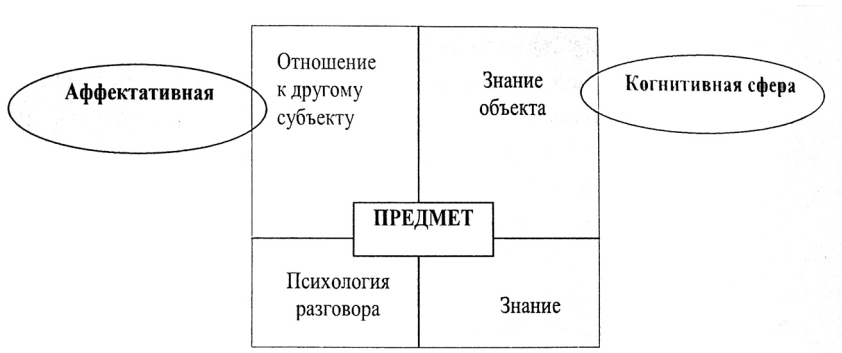 Аффектативная
Отношение
к другому
субъекту
Знание
объекта
Когнитивная сфера
ПРЕДМЕТ
Психология
разговора
Знание